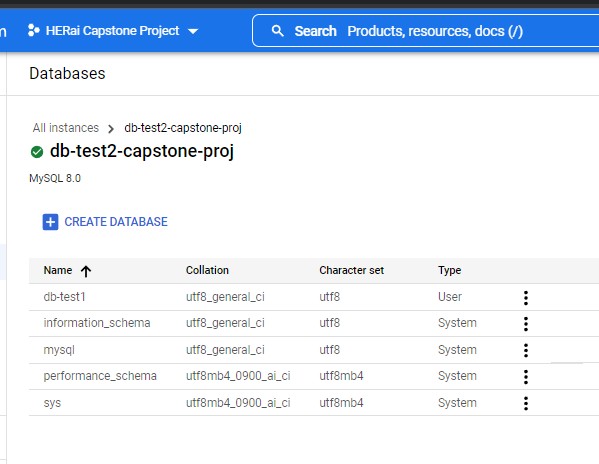 HERai Capstone Project
Search Products, resources, docs (/)
Databases
All instances > db-test2-capstone-proj
db-test2-capstone-proj
MySQL 8.0
CREATE DATABASE
Name Collation Character set Type
db-test1 utf8_general_ci utf8 User
information_schema utf8_general_ci utf8 System
mysql utf8_general_ci utf8 System
performance_schema utf8mb4_0900_ai_ci utf8mb4 System
sys utf8mb4_0900_ai_ci utf8mb4 System